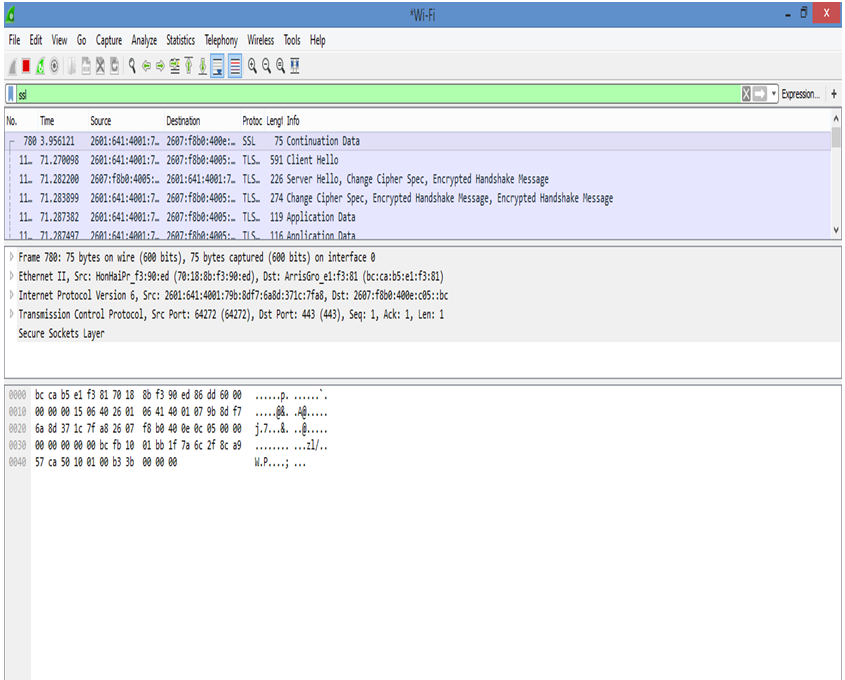 *Wi-Fi
File Edit View Go Capture Analyze Statistics Telephony Wireless Tools Help
ssl
Expression... +
No. Time Source Destination Protoc Lengt Info
780 3.956121 2601:641:4001:7… 2607:f8b0:400e:… SSL 75 Continuation Data
11… 71.270098 2601:641:4001:7… 2607:f8b0:4005:… TLS… 591 Client Hello
11… 71.282200 2607:f8b0:4005:… 2601:641:4001:7… TLS… 226 Server Hello, Change Cipher Spec, Encrypted Handshake Message
11… 71.283899 2601:641:4001:7… 2607:f8b0:4005:… TLS… 274 Change Cipher Spec, Encrypted Handshake Message, Encrypted Handshake Message
11… 71.287382 2601:641:4001:7… 2607:f8b0:4005:… TLS… 119 Application Data
11… 71.287497 2601:641:4001:7… 2607:f8b0:4005:… TLS… 116 Application Data
Frame 780: 75 bytes on wire (600 bits), 75 bytes captured (600 bits) on interface 0
Ethernet II, Src: HonHaiPr_f3:90:ed (70:18:8b:f3:90:ed), Dst: ArrisGro_e1:f3:81 (bc:ca:b5:e1:f3:81)
Internet Protocol Version 6, Src: 2601:641:4001:79b:8df7:6a8d:371c:7fa8, Dst: 2607:f8b0:400e:c05::bc
Transmission Control Protocol, Src Port: 64272 (64272), Dst Port: 443 (443), Seq: 1, Ack: 1, Len: 1
Secure Sockets Layer
0000 bc ca b5 e1 f3 81 70 18 8b f3 90 ed 86 dd 60 00 ......p. ......`.
0010 00 00 00 15 06 40 26 01 06 41 40 01 07 9b 8d f7 .....@&. .A@.....
0020 6a 8d 37 1c 7f a8 26 07 f8 b0 40 0e 0c 05 00 00 j.7...&. ..@.....
0030 00 00 00 00 00 bc fb 10 01 bb 1f 7a 6c 2f 8c a9 ........ ...zl/..
0040 57 ca 50 10 01 00 b3 3b 00 00 00 W.P....; ...